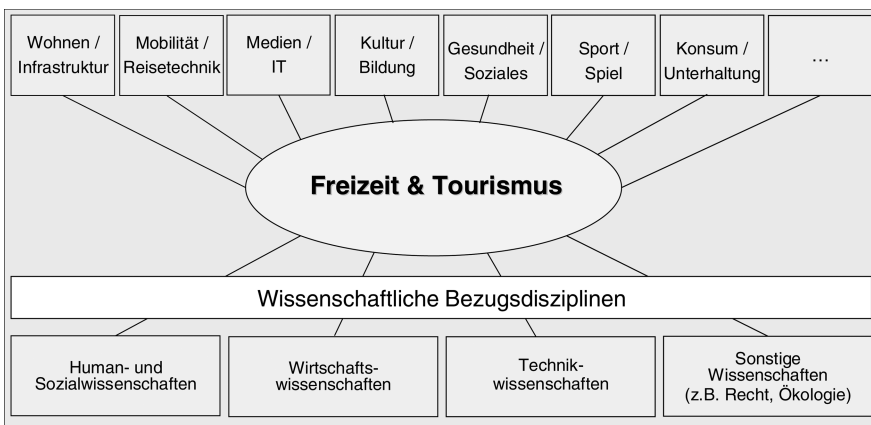 Wohnen /
Infrastruktur
Mobilität /
Reisetechnik
Medien /
IT
Kultur /
Bildung
Gesundheit /
Soziales
Sport /
Spiel
Konsum /
Unterhaltung
...
Freizeit & Tourismus
Wissenschaftliche Bezugsdisziplinen
Human- und
Sozialwissenschaften
Wirtschafts-
wissenschaften
Technik-
wissenschaften
Sonstige
Wissenschaften
(z.B. Recht, Ökologie)